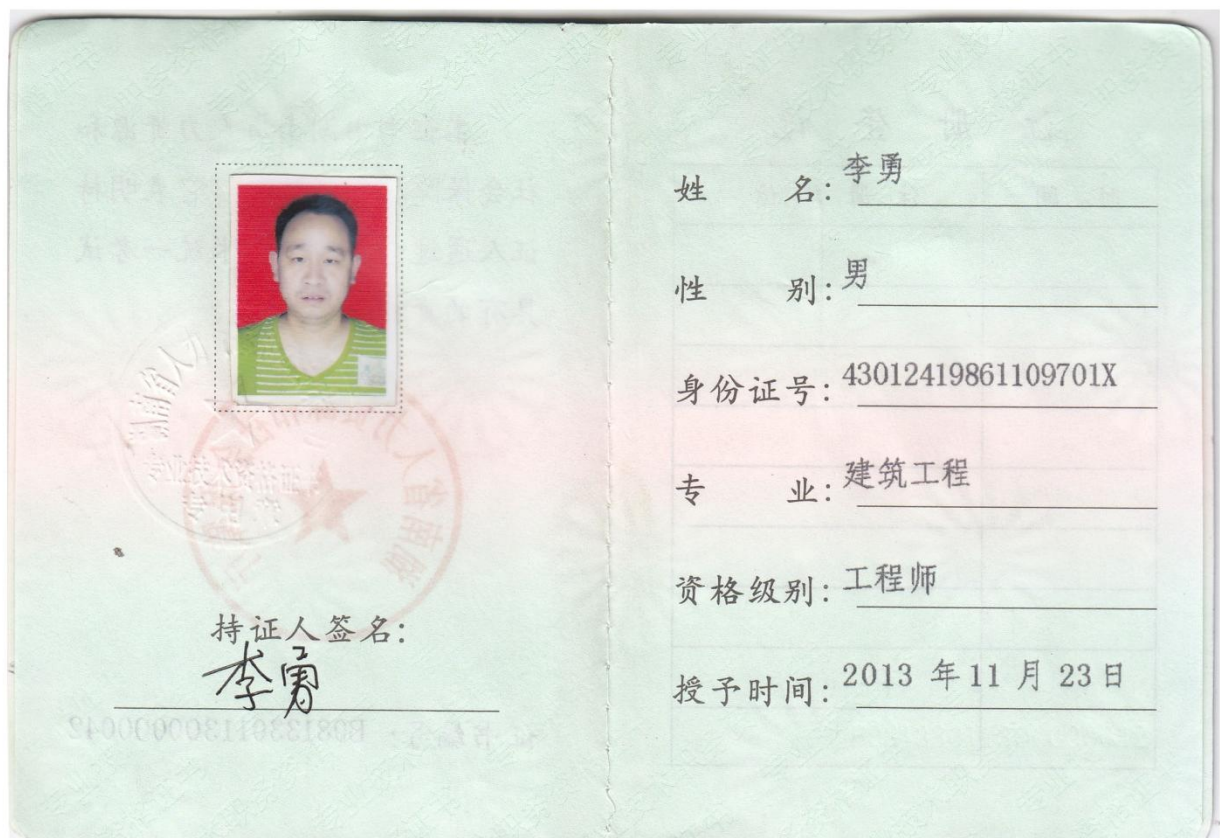 持证人签名:
李勇
姓 名: 李勇
性 别: 男
身份证号: 43012419861109701X
专 业: 建筑工程
资格级别: 工程师
授予时间: 2013 年 11 月 23 日